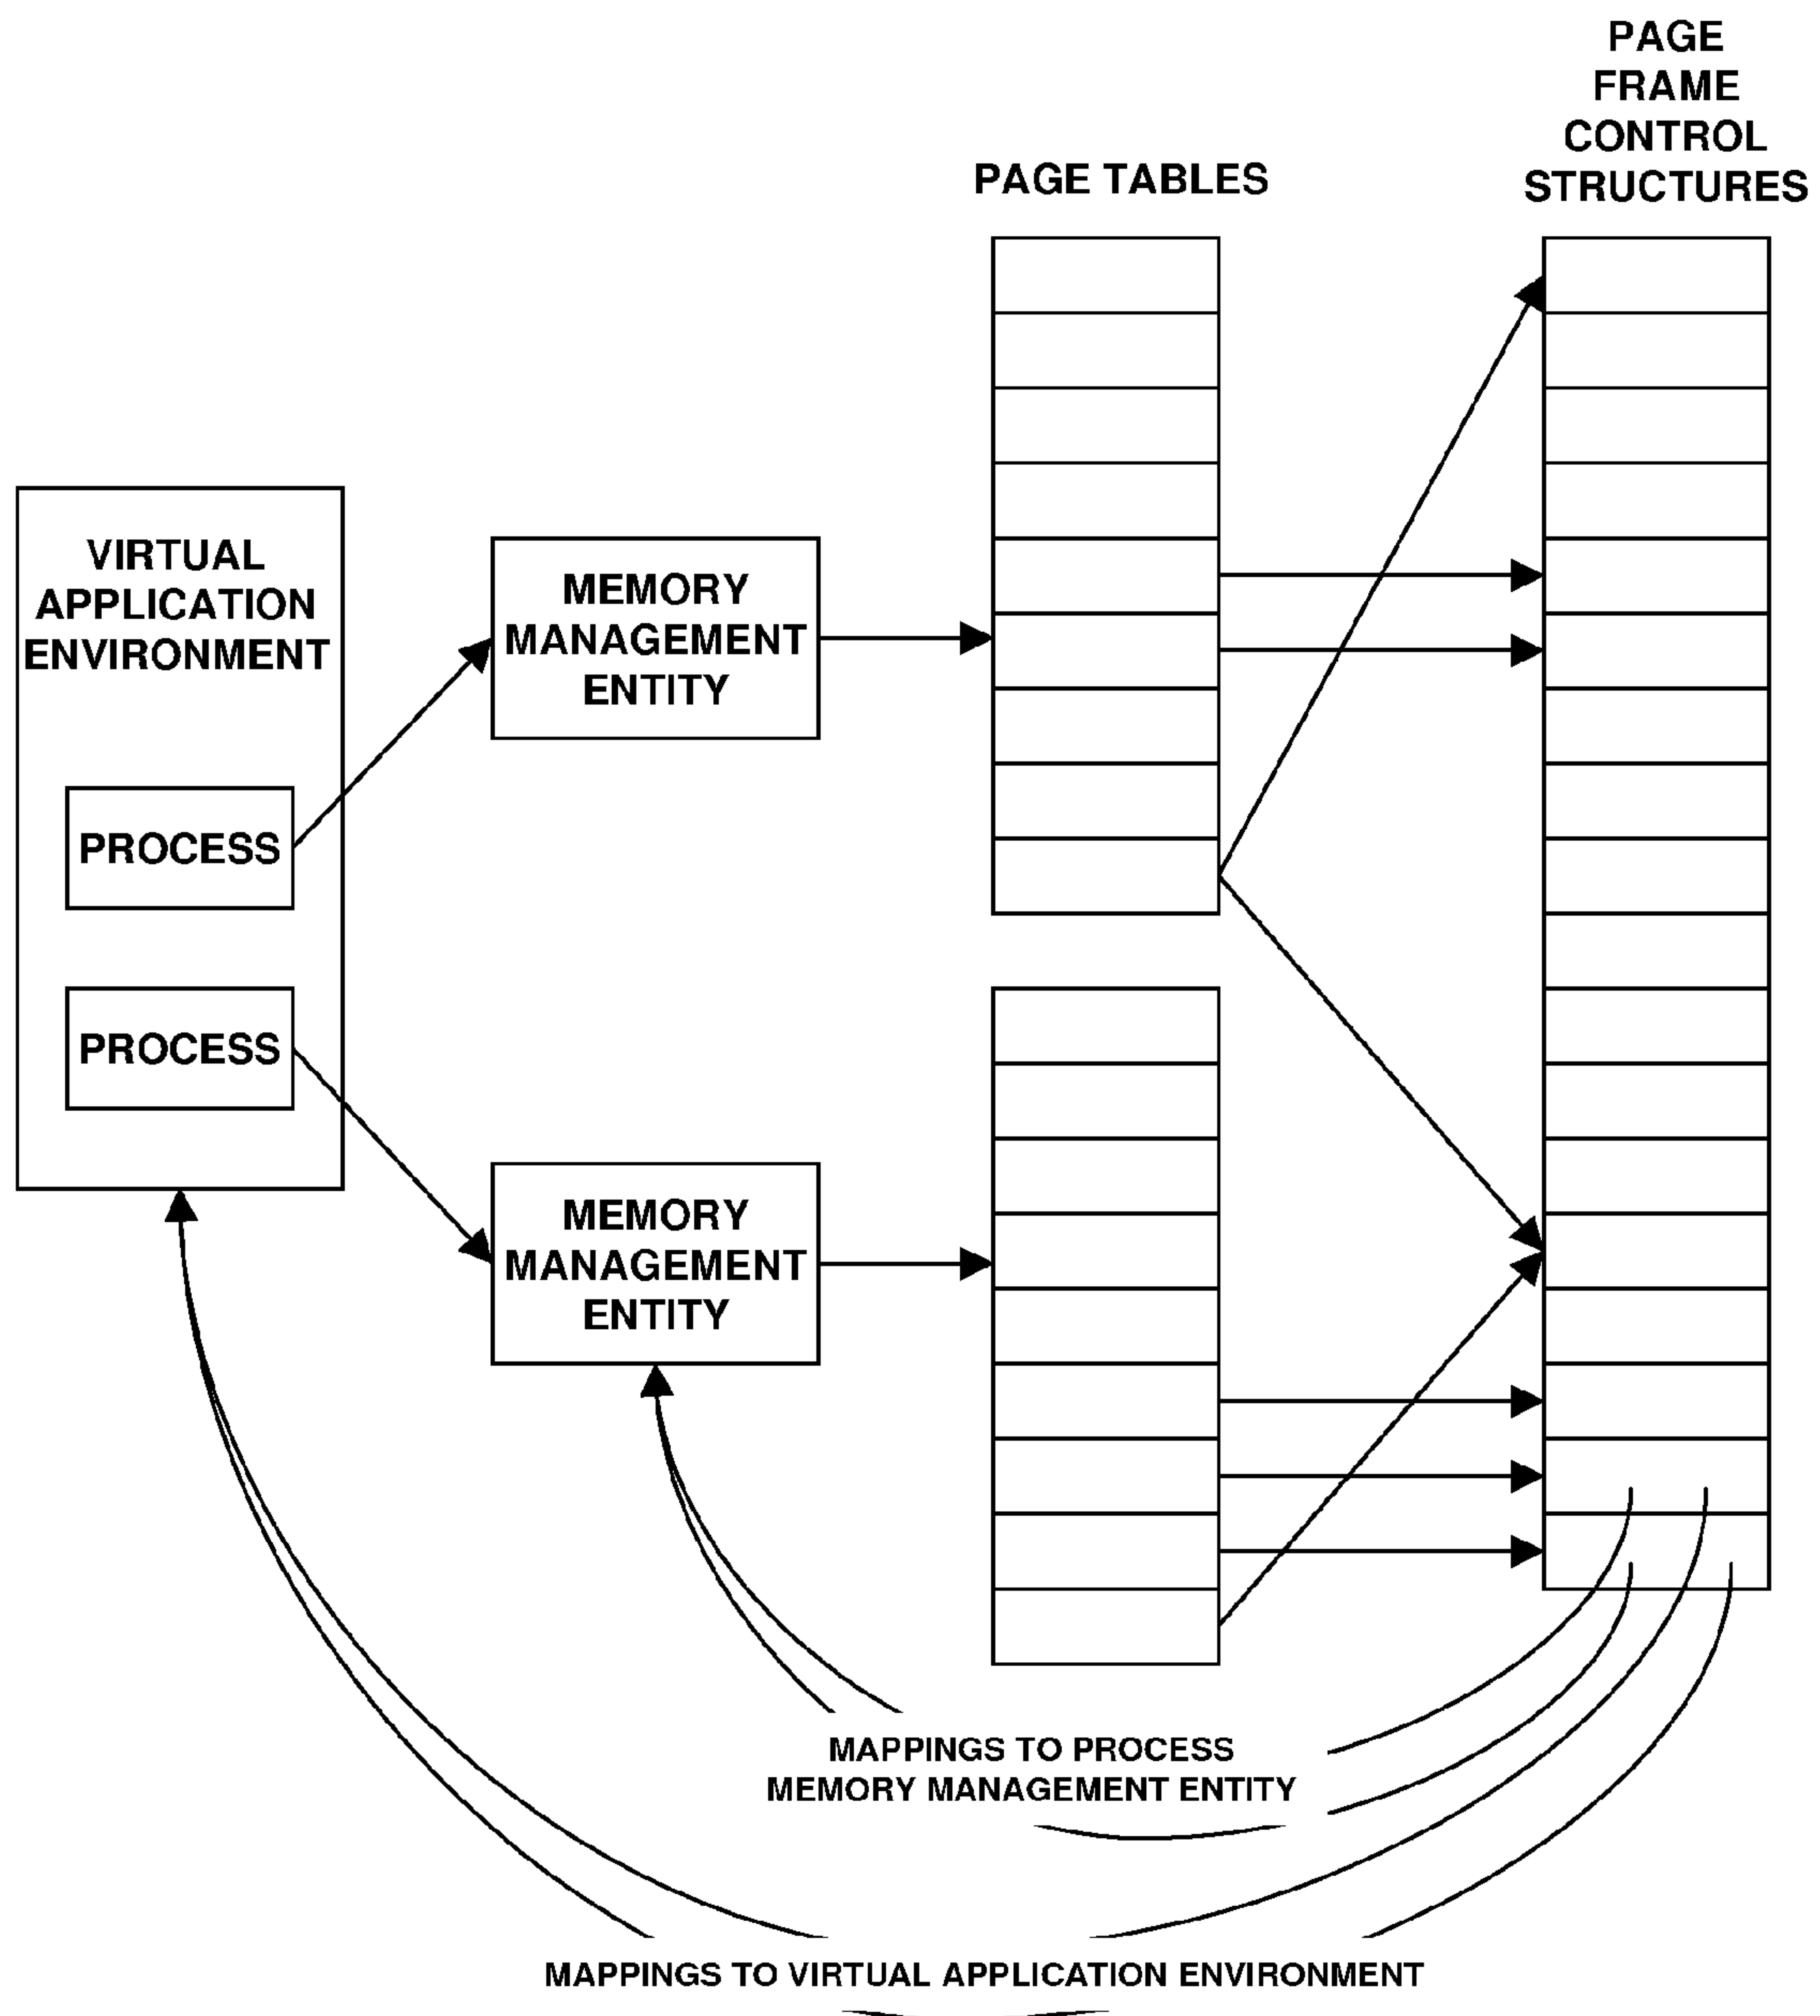 PAGE
FRAME
CONTROL
STRUCTURES
PAGE TABLES
VIRTUAL
APPLICATION
ENVIRONMENT
MEMORY
MANAGEMENT
ENTITY
PROCESS
PROCESS
MEMORY
MANAGEMENT
ENTITY
MAPPINGS TO PROCESS
MEMORY MANAGEMENT ENTITY
MAPPINGS TO VIRTUAL APPLICATION ENVIRONMENT